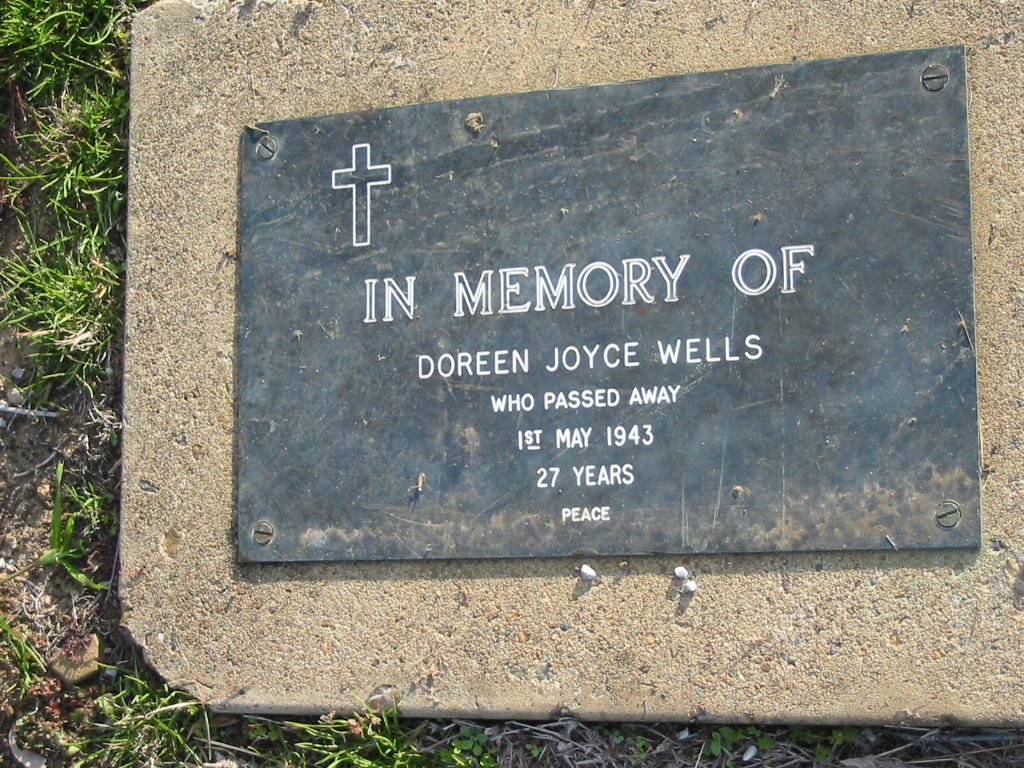 IN MEMORY OF
DOREEN JOYCE WELLS
WHO PASSED AWAY
1ST MAY 1943
27 YEARS
PEACE